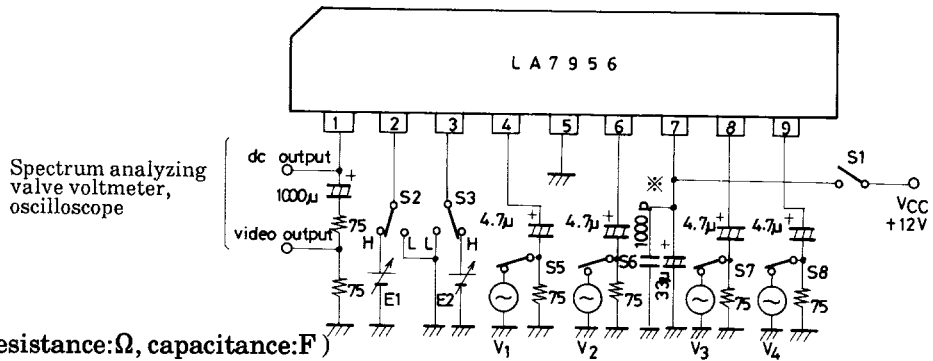 LA7956
1 2 3 4 5 6 7 8 9
Spectrum analyzing
valve voltmeter,
oscilloscope
dc output
+
1000μ
75
video output
75
S2
H
L
E1
S3
L
H
E2
4.7μ
+
S5
75
V1
4.7μ
+
S6
75
V2
※
1000P
+
33μ
4.7μ
+
S7
75
V3
4.7μ
+
S8
75
V4
S1
VCC
+12V
esistance:Ω, capacitance:F )